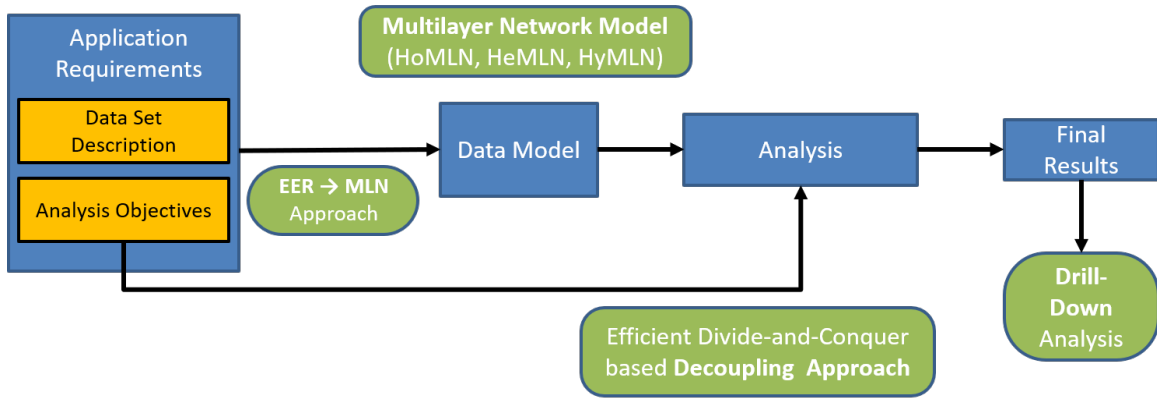 Application
Requirements
Data Set
Description
Analysis Objectives
EER → MLN
Approach
Multilayer Network Model
(HoMLN, HeMLN, HyMLN)
Data Model
Analysis
Efficient Divide-and-Conquer
based Decoupling Approach
Final
Results
Drill-
Down
Analysis